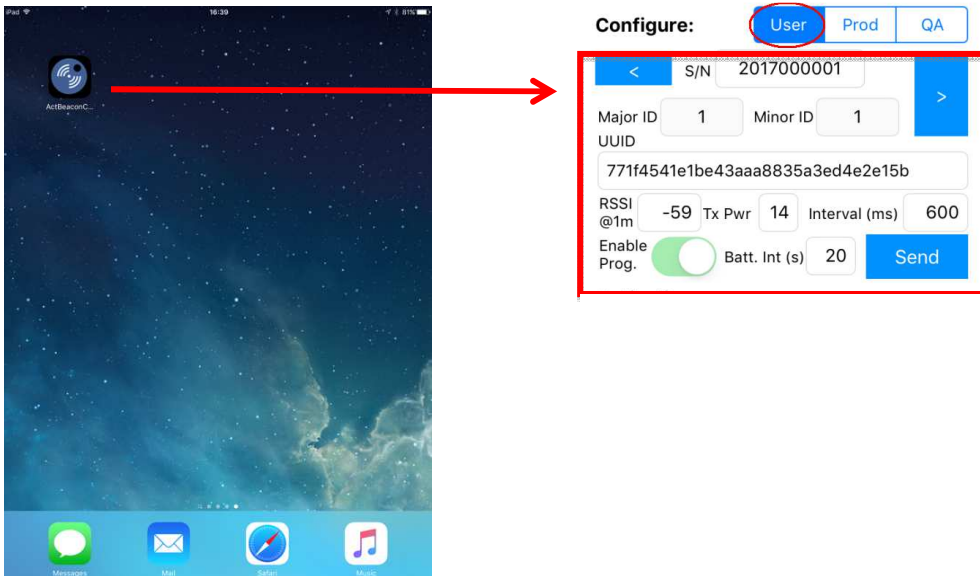 iPad 16:39 81%
ActBeaconC...
Messages Mail Safari Music
Configure: User Prod QA
< S/N 2017000001 >
Major ID 1 Minor ID 1
UUID
771f4541e1be43aaa8835a3ed4e2e15b
RSSI @1m -59 Tx Pwr 14 Interval (ms) 600
Enable Prog. Batt. Int (s) 20 Send